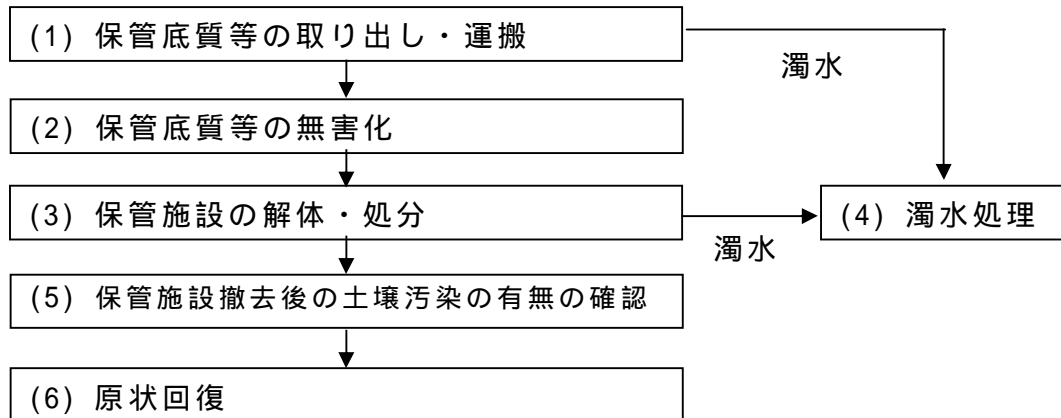 (1) 保管底質等の取り出し・運搬
濁水
(2) 保管底質等の無害化
(3) 保管施設の解体・処分
(4) 濁水処理
濁水
(5) 保管施設撤去後の土壌汚染の有無の確認
(6) 原状回復